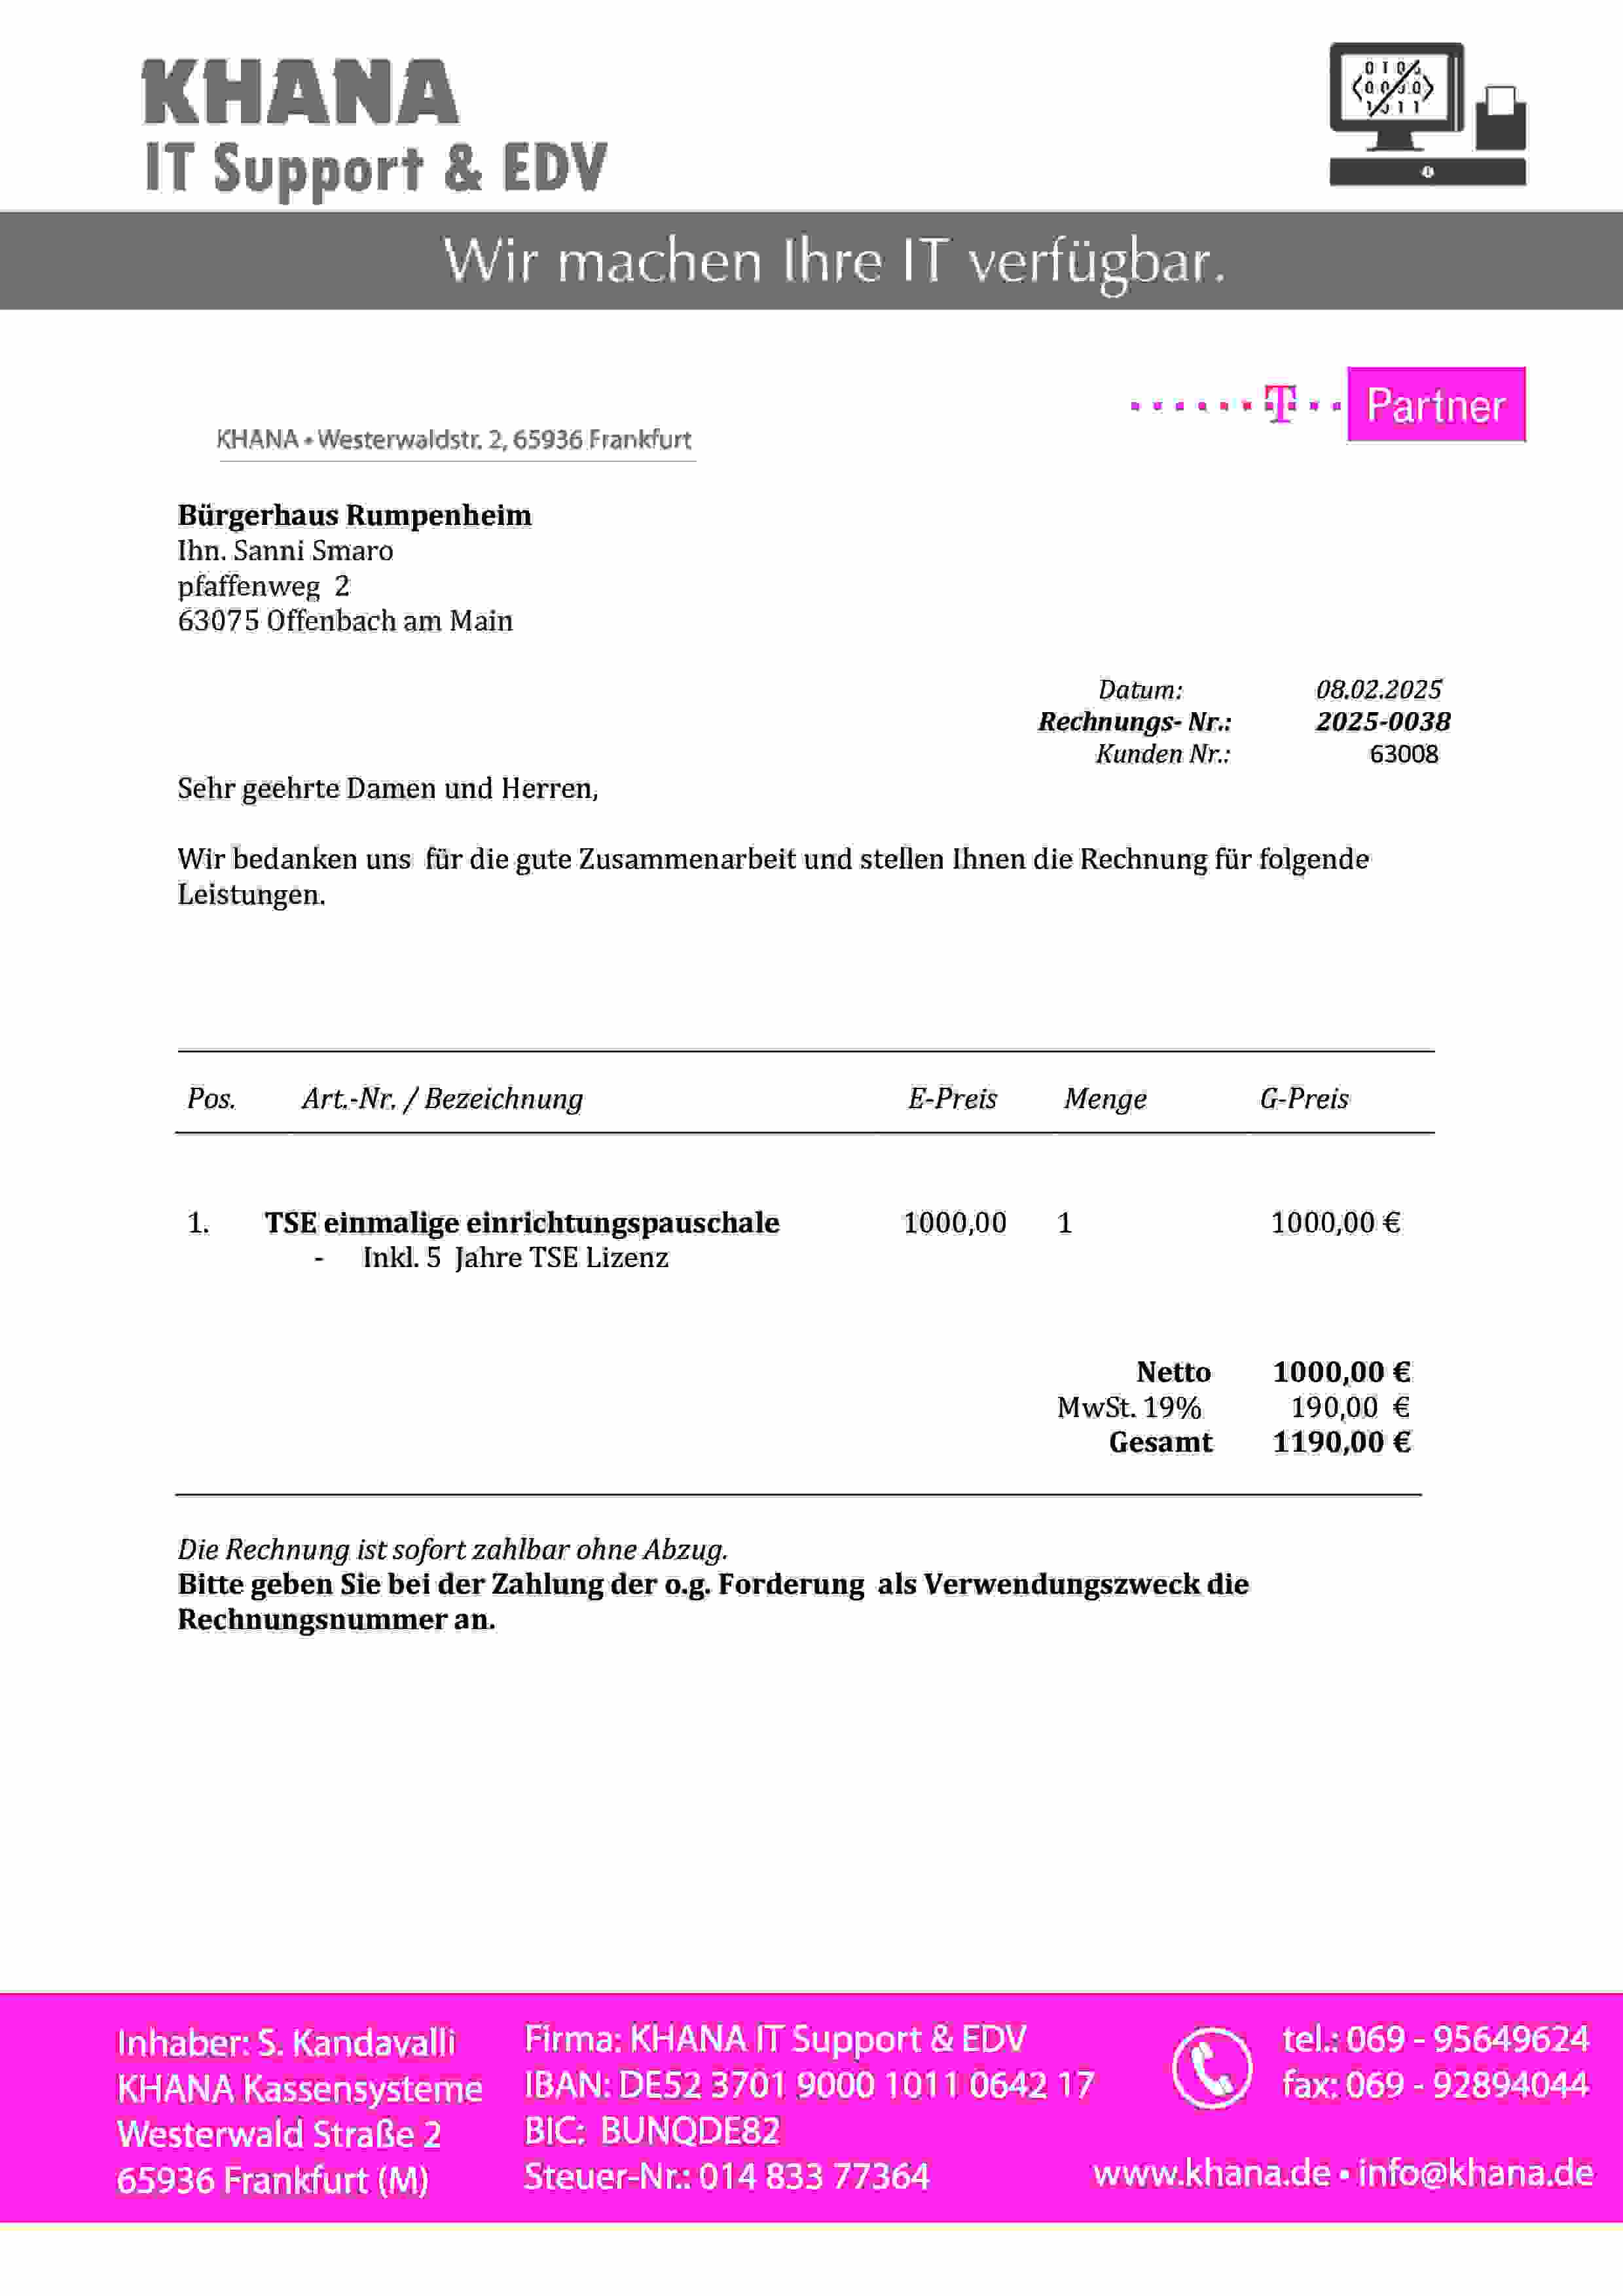 KHANA
IT Support & EDV
0 1 0
1 0 1 1
Wir machen Ihre IT verfügbar.
T Partner
KHANA • Westerwaldstr. 2, 65936 Frankfurt
Bürgerhaus Rumpenheim
Ihn. Sanni Smaro
pfaffenweg 2
63075 Offenbach am Main
Datum: 08.02.2025
Rechnungs- Nr.: 2025-0038
Kunden Nr.: 63008
Sehr geehrte Damen und Herren,
Wir bedanken uns für die gute Zusammenarbeit und stellen Ihnen die Rechnung für folgende
Leistungen.
Pos. Art.-Nr. / Bezeichnung E-Preis Menge G-Preis
1. TSE einmalige einrichtungspauschale 1000,00 1 1000,00 €
- Inkl. 5 Jahre TSE Lizenz
Netto 1000,00 €
MwSt. 19% 190,00 €
Gesamt 1190,00 €
Die Rechnung ist sofort zahlbar ohne Abzug.
Bitte geben Sie bei der Zahlung der o.g. Forderung als Verwendungszweck die
Rechnungsnummer an.
Inhaber: S. Kandavalli
KHANA Kassensysteme
Westerwald Straße 2
65936 Frankfurt (M)
Firma: KHANA IT Support & EDV
IBAN: DE52 3701 9000 1011 0642 17
BIC: BUNQDE82
Steuer-Nr.: 014 833 77364
tel.: 069 - 95649624
fax: 069 - 92894044
www.khana.de • info@khana.de